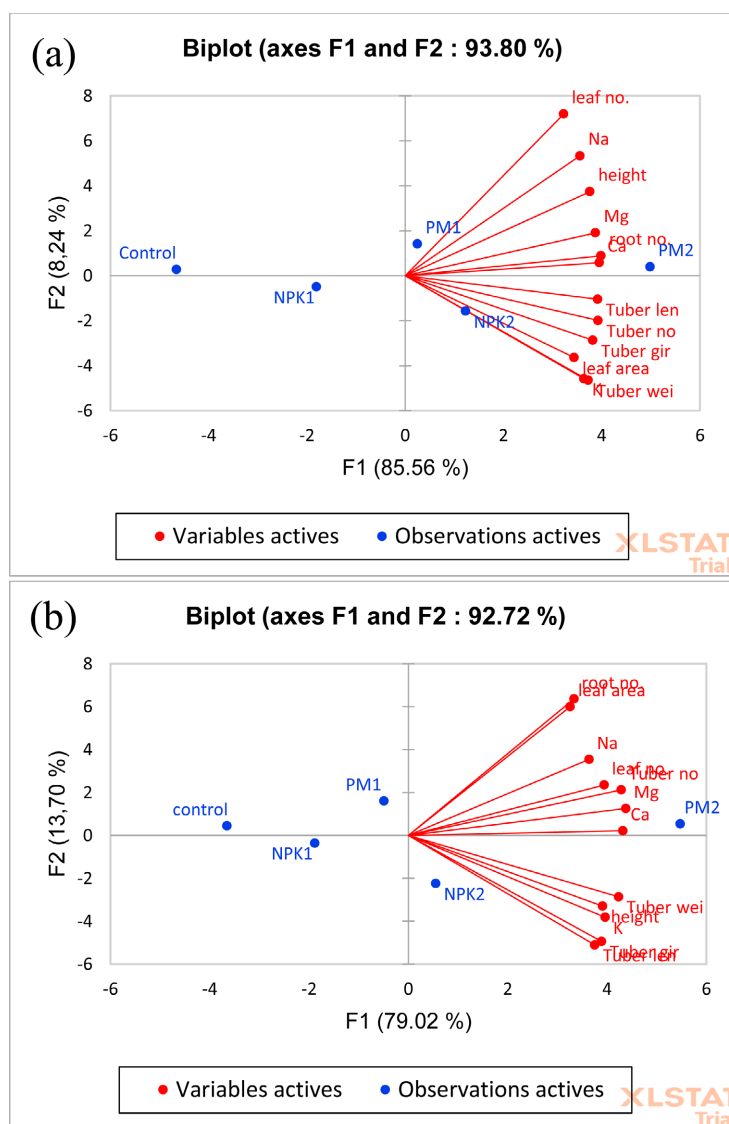 (a)
Biplot (axes F1 and F2 : 93.80 %)
8
leaf no.
6
Na
4
height
2
Mg
PM1
root no.
Control
Ca
PM2
0
NPK1
Tuber len
-2
NPK2
Tuber no
Tuber gir
-4
leaf area
K
Tuber wei
-6
F2 (8,24 %)
-6 -4 -2 0 2 4 6
F1 (85.56 %)
Variables actives Observations actives
XLSTAT
Trial
(b)
Biplot (axes F1 and F2 : 92.72 %)
8
root no.
leaf area
6
4
Na
leaf no.
Tuber no
PM1
2
Mg
control
Ca
PM2
0
NPK1
-2
NPK2
Tuber wei
height
-4
K
Tuber gir
Tuber len
-6
F2 (13,70 %)
-6 -4 -2 0 2 4 6
F1 (79.02 %)
Variables actives Observations actives
XLSTAT
Trial